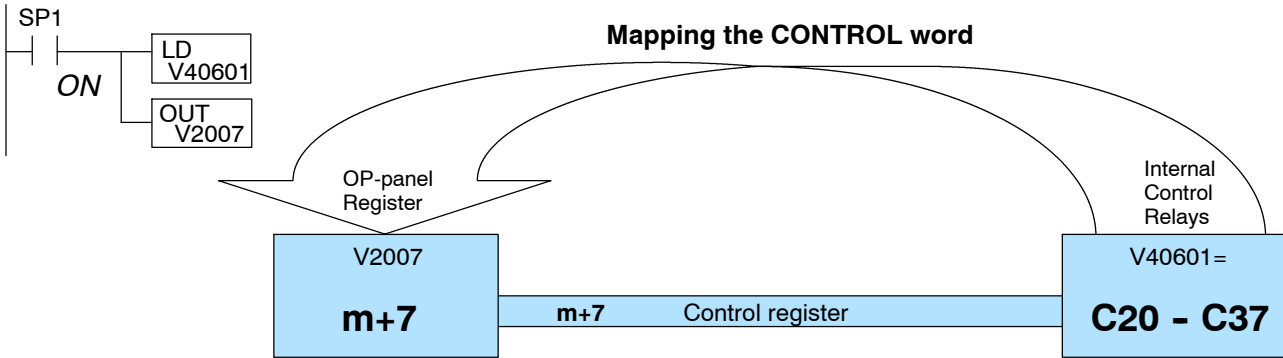 SP1
LD
V40601
ON
OUT
V2007
Mapping the CONTROL word
OP-panel
Register
Internal
Control
Relays
V2007
m+7
m+7 Control register
V40601=
C20 - C37